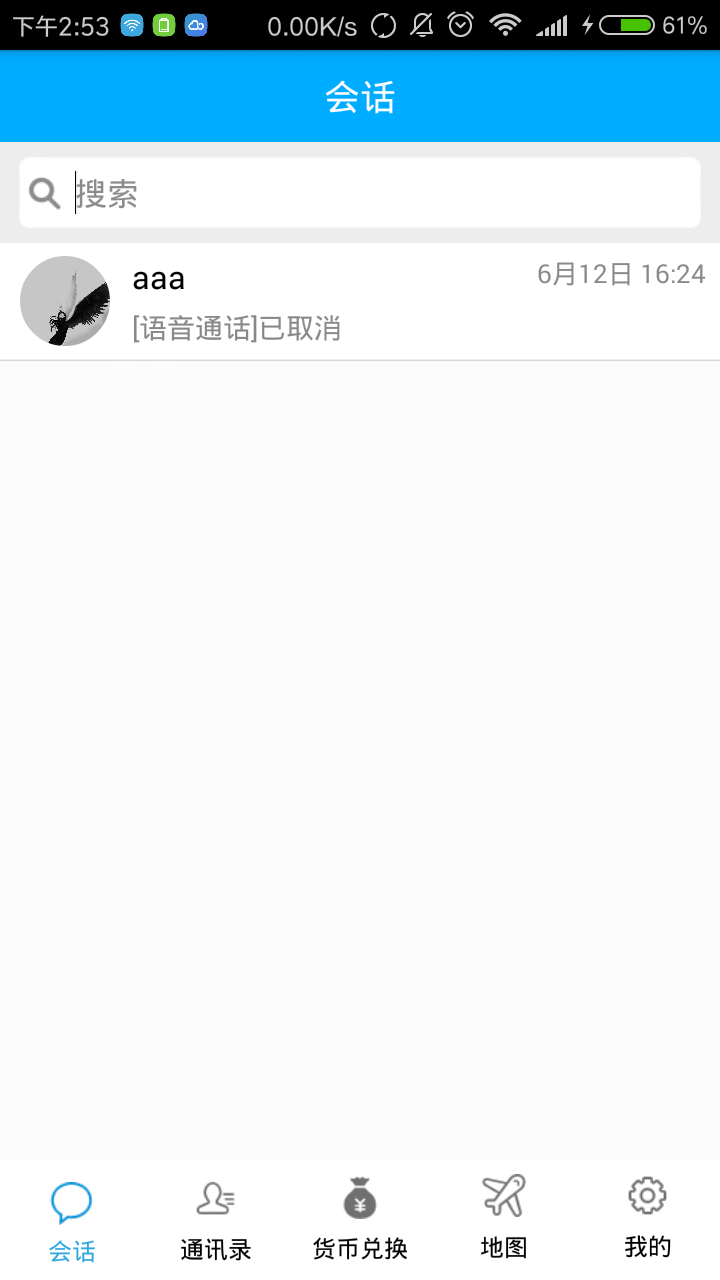 下午2:53 0.00K/s 61%
会话
搜索
aaa 6月12日 16:24
[语音通话]已取消
会话 通讯录 货币兑换 地图 我的